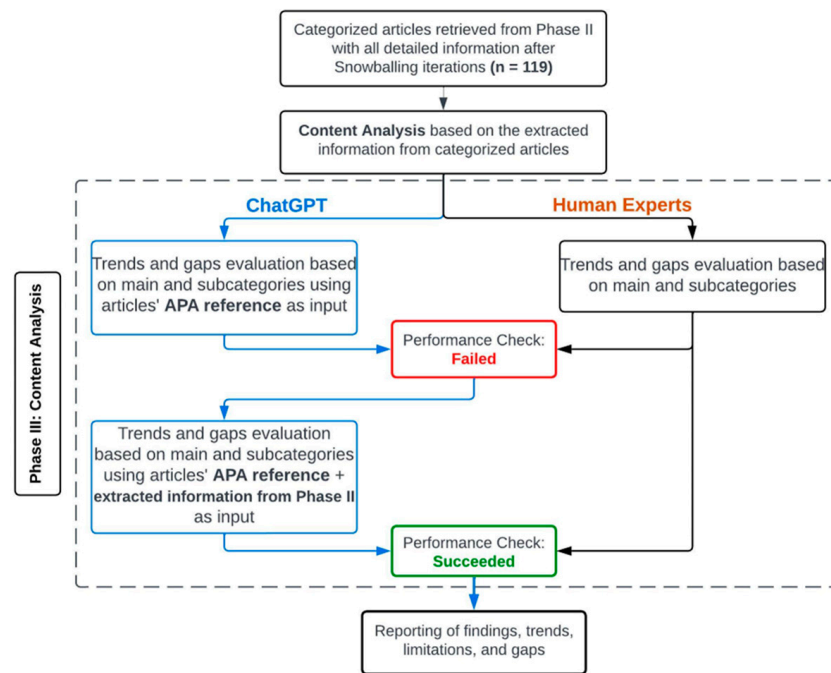 Categorized articles retrieved from Phase II
with all detailed information after
Snowballing iterations (n = 119)
Content Analysis based on the extracted
information from categorized articles
Phase III: Content Analysis
ChatGPT
Human Experts
Trends and gaps evaluation based
on main and subcategories using
articles' APA reference as input
Trends and gaps evaluation based
on main and subcategories
Performance Check:
Failed
Trends and gaps evaluation
based on main and subcategories
using articles' APA reference +
extracted information from Phase II
as input
Performance Check:
Succeeded
Reporting of findings, trends,
limitations, and gaps